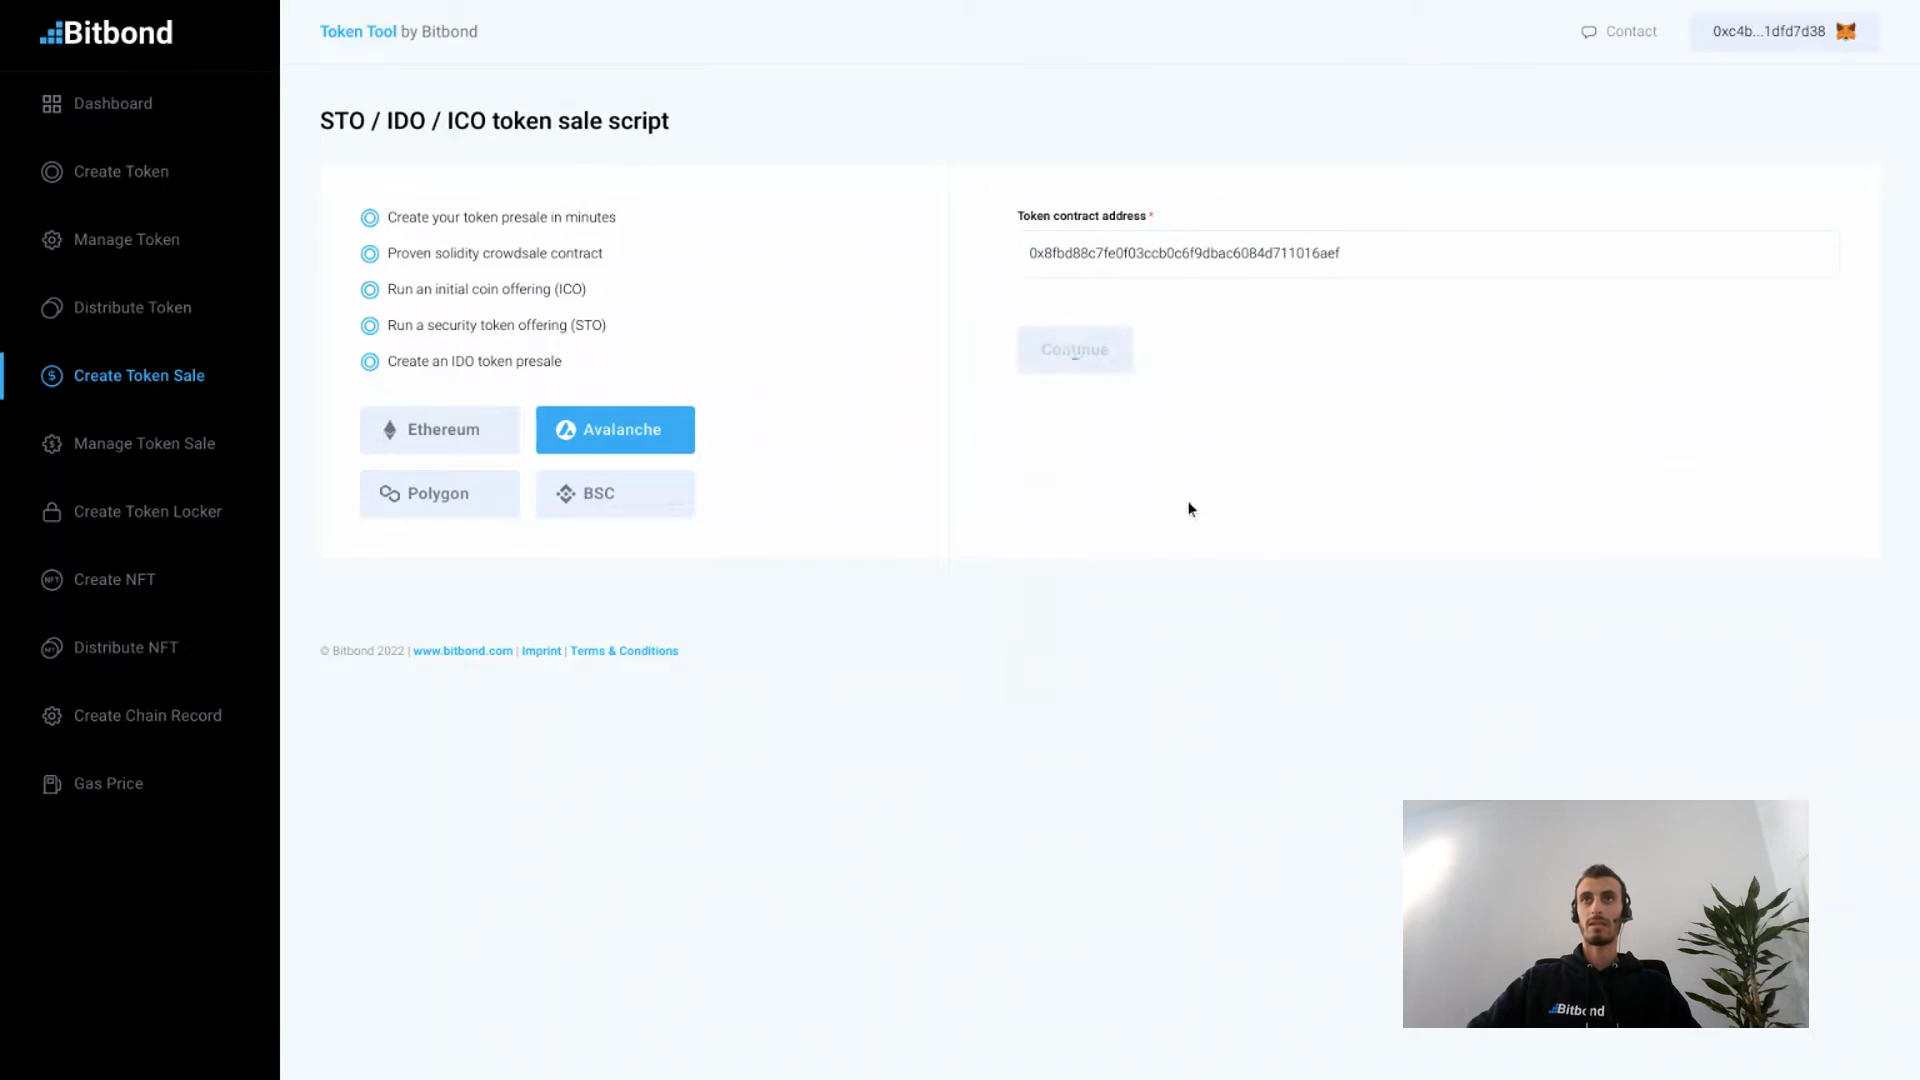 Bitbond
Token Tool by Bitbond
Contact
0xc4b...1dfd7d38
Dashboard
Create Token
Manage Token
Distribute Token
Create Token Sale
Manage Token Sale
Create Token Locker
Create NFT
Distribute NFT
Create Chain Record
Gas Price
STO / IDO / ICO token sale script
Create your token presale in minutes
Proven solidity crowdsale contract
Run an initial coin offering (ICO)
Run a security token offering (STO)
Create an IDO token presale
Ethereum
Avalanche
Polygon
BSC
Token contract address *
0x8fbd88c7fe0f03ccb0c6f9dbac6084d711016aef
Continue
© Bitbond 2022 | www.bitbond.com | Imprint | Terms & Conditions
Bitbond